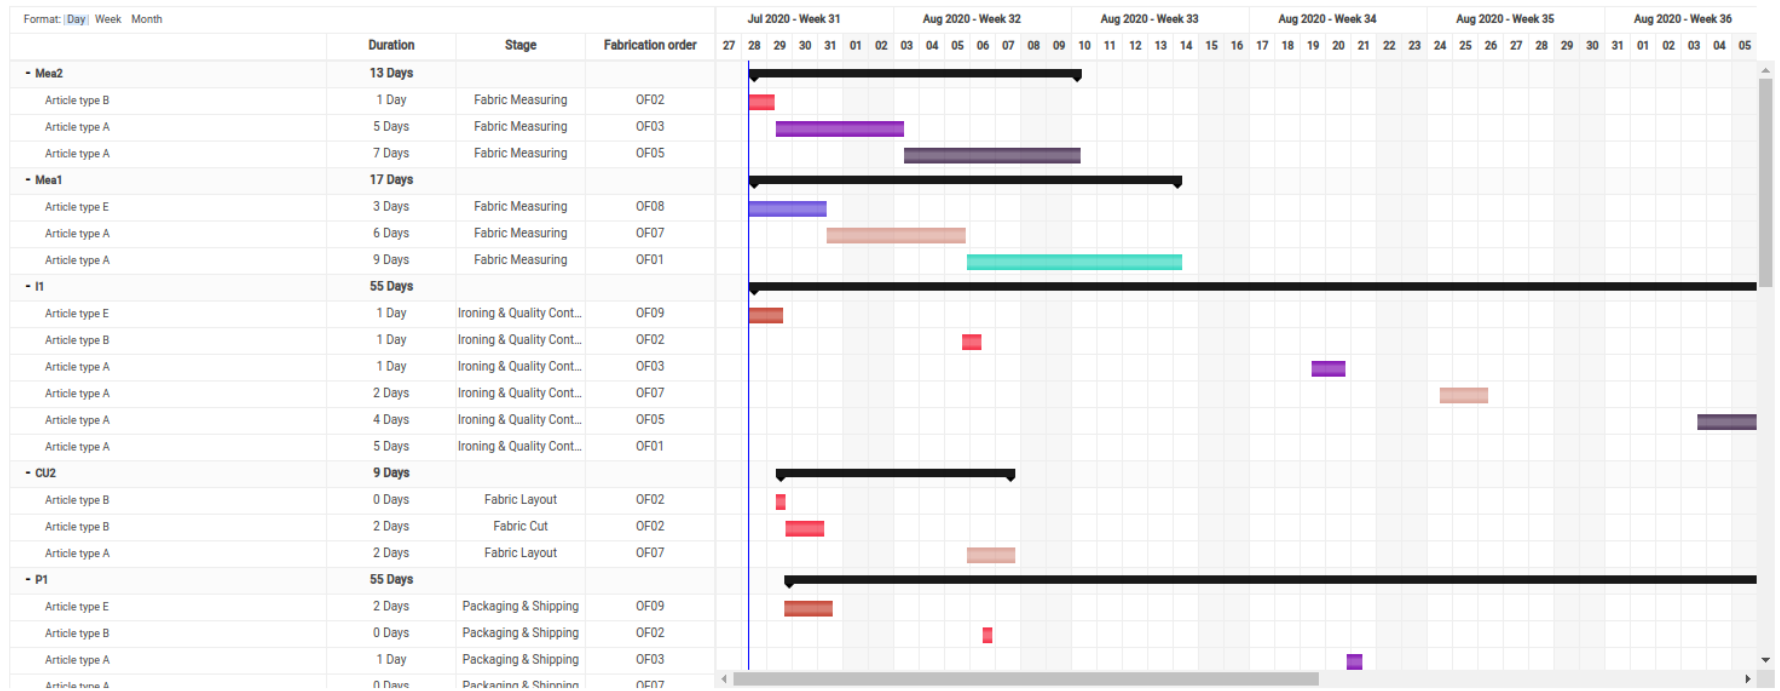 Format: Day Week Month Jul 2020 - Week 31 Aug 2020 - Week 32 Aug 2020 - Week 33 Aug 2020 - Week 34 Aug 2020 - Week 35 Aug 2020 - Week 36
Duration Stage Fabrication order 27 28 29 30 31 01 02 03 04 05 06 07 08 09 10 11 12 13 14 15 16 17 18 19 20 21 22 23 24 25 26 27 28 29 30 31 01 02 03 04 05
- Mea2 13 Days
Article type B 1 Day Fabric Measuring OF02
Article type A 5 Days Fabric Measuring OF03
Article type A 7 Days Fabric Measuring OF05
- Mea1 17 Days
Article type E 3 Days Fabric Measuring OF08
Article type A 6 Days Fabric Measuring OF07
Article type A 9 Days Fabric Measuring OF01
- I1 55 Days
Article type E 1 Day Ironing & Quality Cont... OF09
Article type B 1 Day Ironing & Quality Cont... OF02
Article type A 1 Day Ironing & Quality Cont... OF03
Article type A 2 Days Ironing & Quality Cont... OF07
Article type A 4 Days Ironing & Quality Cont... OF05
Article type A 5 Days Ironing & Quality Cont... OF01
- CU2 9 Days
Article type B 0 Days Fabric Layout OF02
Article type B 2 Days Fabric Cut OF02
Article type A 2 Days Fabric Layout OF07
- P1 55 Days
Article type E 2 Days Packaging & Shipping OF09
Article type B 0 Days Packaging & Shipping OF02
Article type A 1 Day Packaging & Shipping OF03
Article type A 0 Days Packaging & Shipping OF07